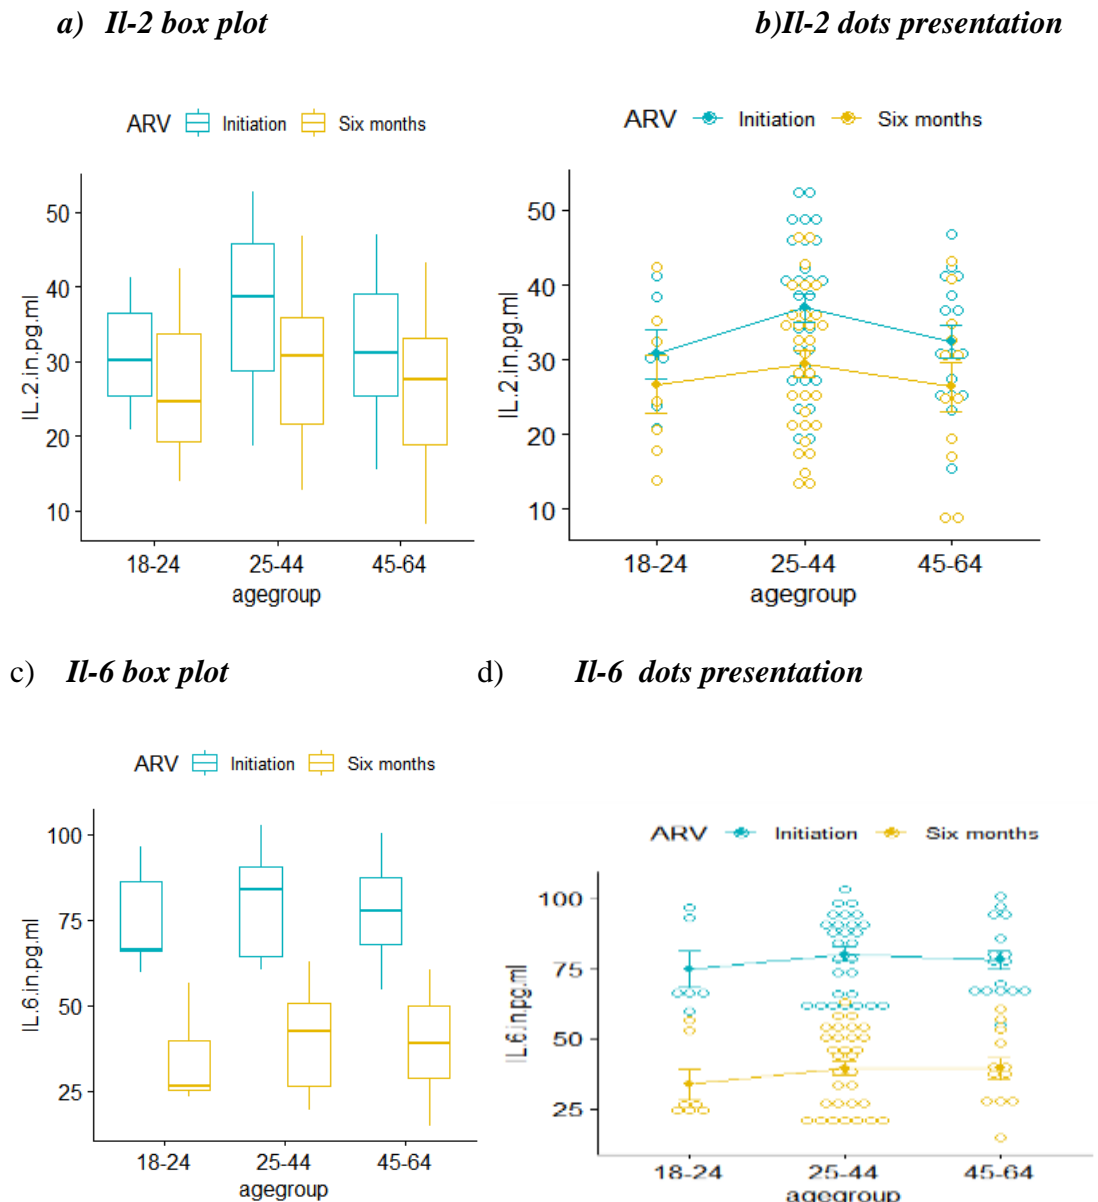 a) Il-2 box plot
b)Il-2 dots presentation
ARV Initiation Six months
ARV Initiation Six months
IL.2.in.pg.ml
50
40
30
20
10
18-24 25-44 45-64
agegroup
IL.2.in.pg.ml
50
40
30
20
10
18-24 25-44 45-64
agegroup
c) Il-6 box plot
d) Il-6 dots presentation
ARV Initiation Six months
IL.6.in.pg.ml
100
75
50
25
18-24 25-44 45-64
agegroup
ARV Initiation Six months
IL.6.in.pg.ml
100
75
50
25
18-24 25-44 45-64
agegroup